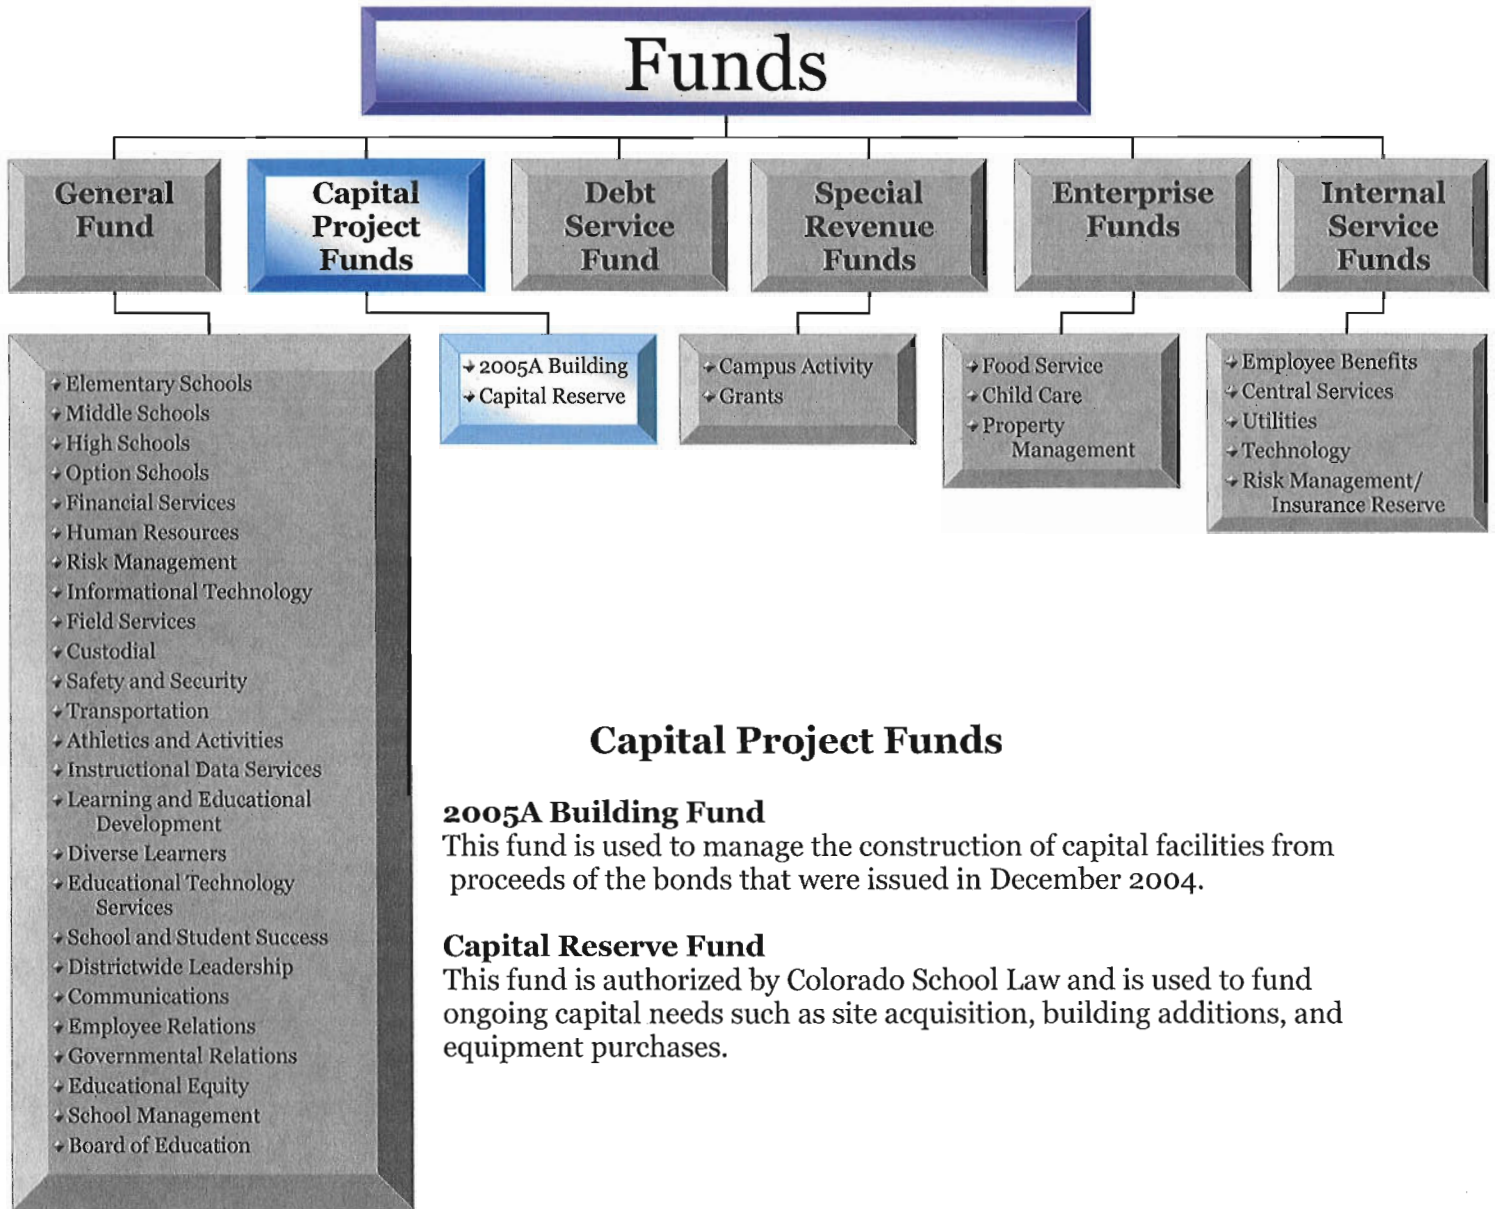 Funds
General
Fund
Capital
Project
Funds
Debt
Service
Fund
Special
Revenue
Funds
Enterprise
Funds
Internal
Service
Funds
Elementary Schools
Middle Schools
High Schools
Option Schools
Financial Services
Human Resources
Risk Management
Informational Technology
Field Services
Custodial
Safety and Security
Transportation
Athletics and Activities
Instructional Data Services
Learning and Educational
Development
Diverse Learners
Educational Technology
Services
School and Student Success
Districtwide Leadership
Communications
Employee Relations
Governmental Relations
Educational Equity
School Management
Board of Education
2005A Building
Capital Reserve
Campus Activity
Grants
Food Service
Child Care
Property
Management
Employee Benefits
Central Services
Utilities
Technology
Risk Management/
Insurance Reserve
Capital Project Funds
2005A Building Fund
This fund is used to manage the construction of capital facilities from
proceeds of the bonds that were issued in December 2004.
Capital Reserve Fund
This fund is authorized by Colorado School Law and is used to fund
ongoing capital needs such as site acquisition, building additions, and
equipment purchases.